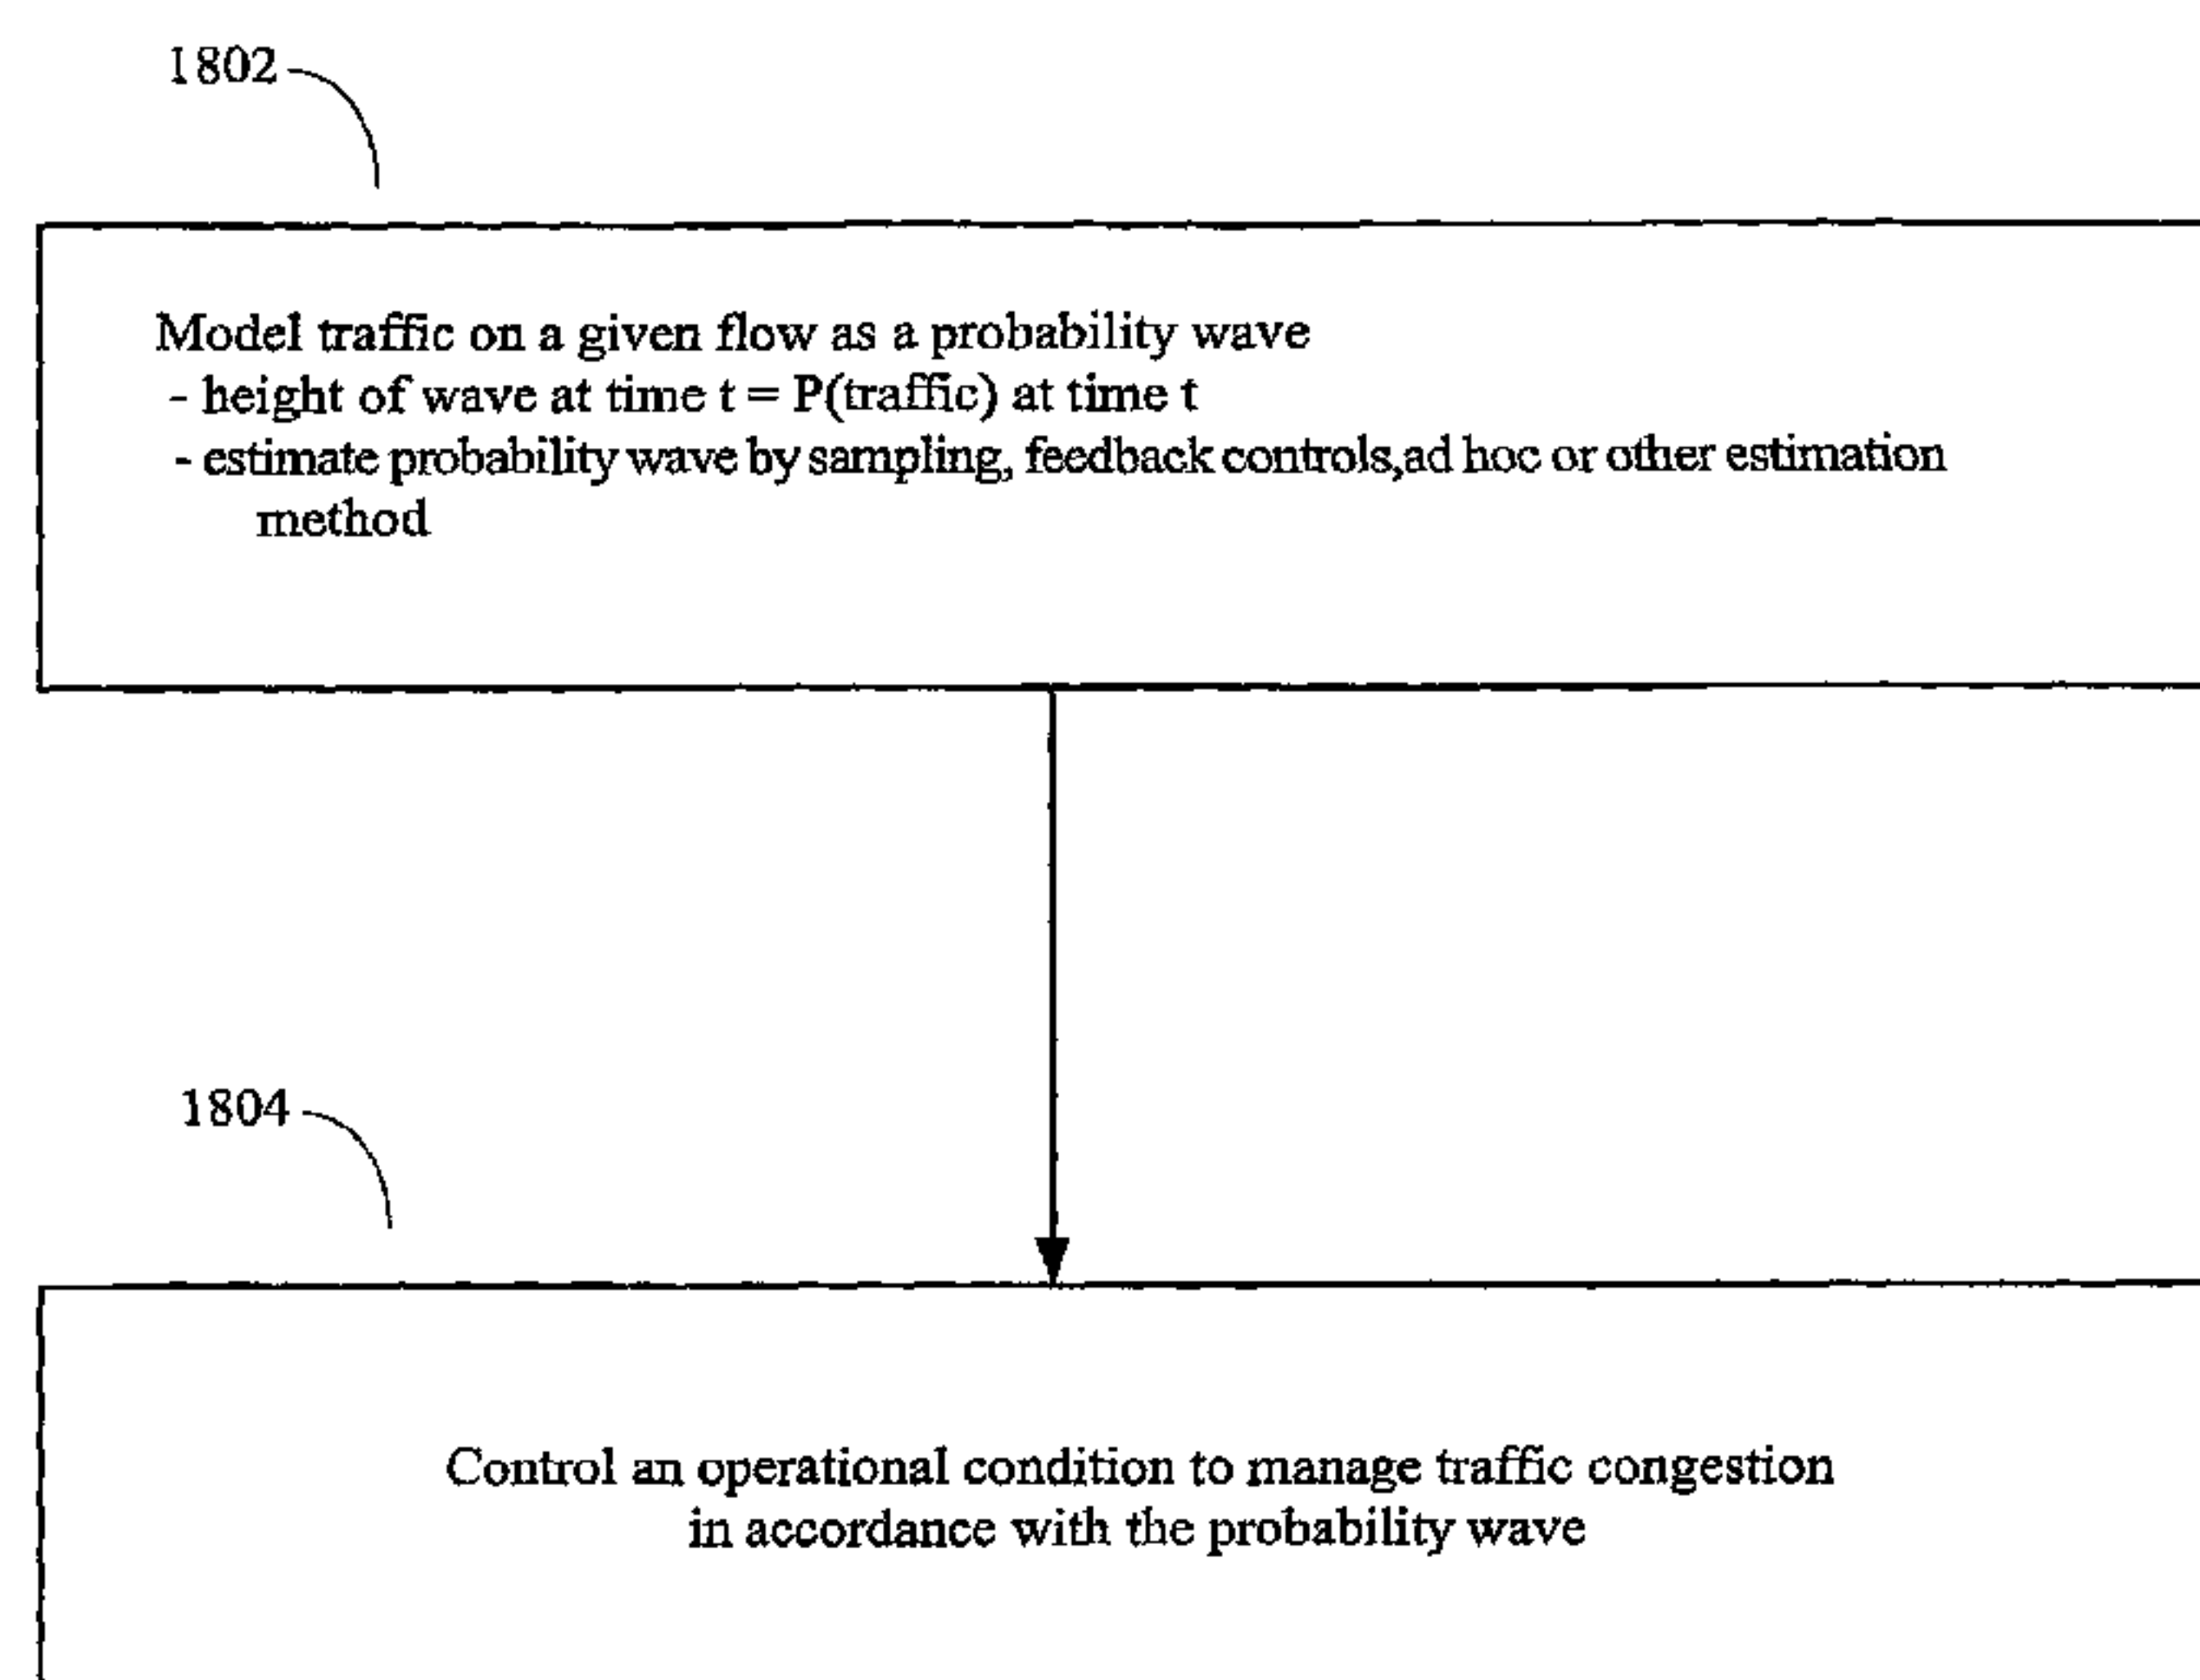 1802
Model traffic on a given flow as a probability wave
- height of wave at time t = P(traffic) at time t
- estimate probability wave by sampling, feedback controls,ad hoc or other estimation
method
1804
Control an operational condition to manage traffic congestion
in accordance with the probability wave